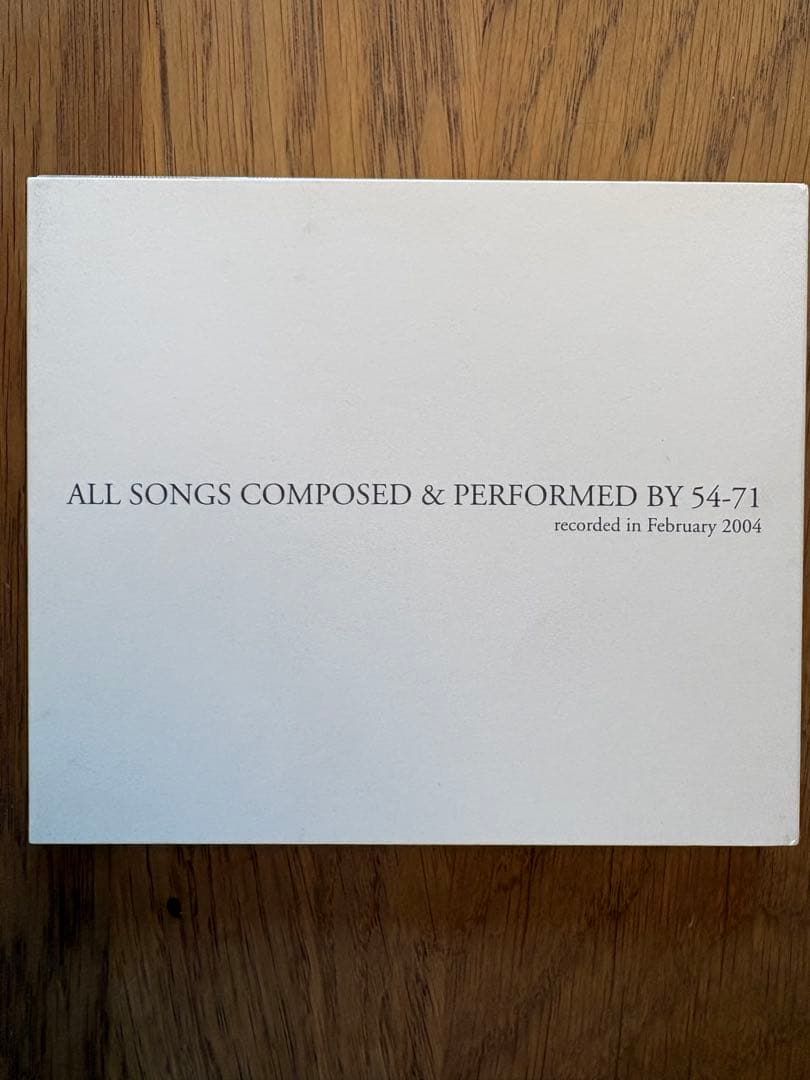 ALL SONGS COMPOSED & PERFORMED BY 54-71
recorded in February 2004